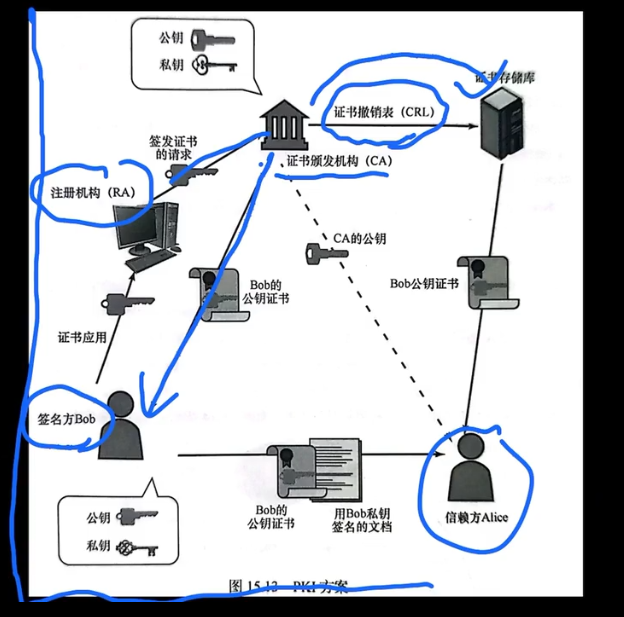 公钥
私钥
证书存储库
证书撤销表（CRL）
签发证书
的请求
证书颁发机构（CA）
注册机构（RA）
CA的公钥
Bob的
公钥证书
Bob公钥证书
证书应用
签名方Bob
信赖方Alice
Bob的
公钥证书
用Bob私钥
签名的文档
公钥
私钥
图 15.13 PKI 方案